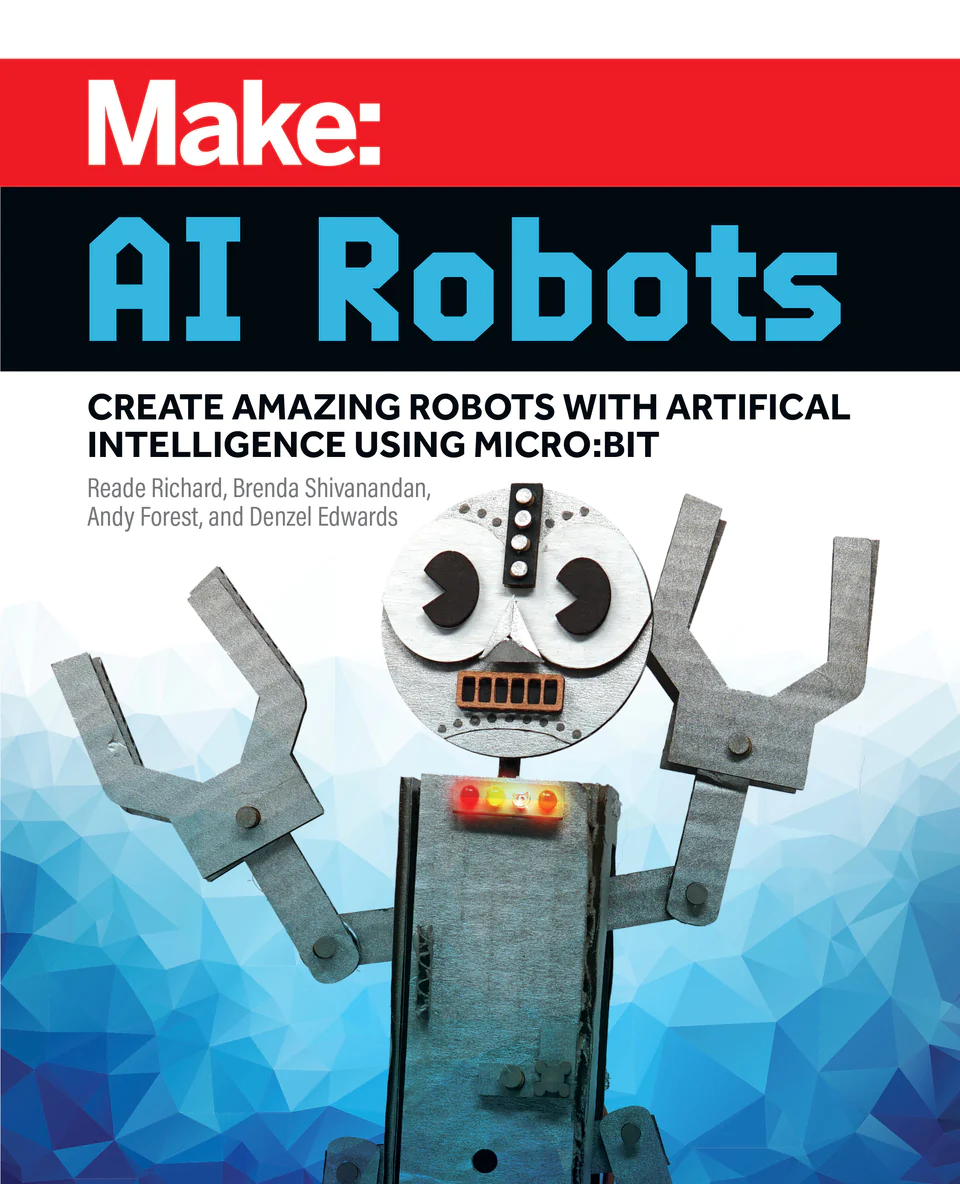 Make:
AI Robots
CREATE AMAZING ROBOTS WITH ARTIFICAL
INTELLIGENCE USING MICRO:BIT
Reade Richard, Brenda Shivanandan,
Andy Forest, and Denzel Edwards